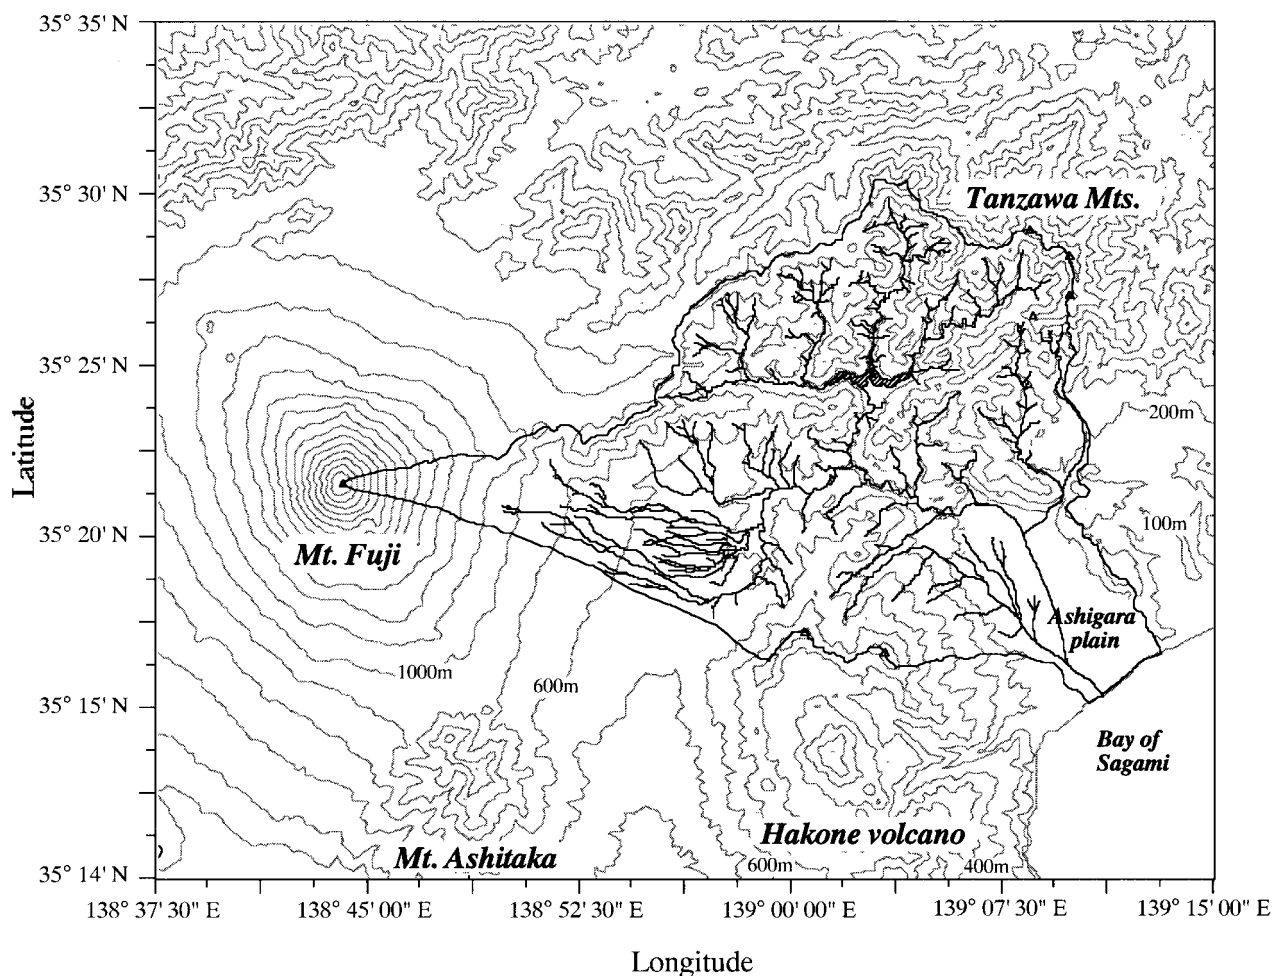 35° 35' N
35° 30' N
Tanzawa Mts.
35° 25' N
200m
Latitude
100m
35° 20' N
Mt. Fuji
Ashigara
plain
1000m
600m
35° 15' N
Bay of
Sagami
Hakone volcano
Mt. Ashitaka
600m
400m
35° 14' N
138° 37' 30" E
138° 45' 00" E
138° 52' 30" E
139° 00' 00" E
139° 07' 30" E
139° 15' 00" E
Longitude